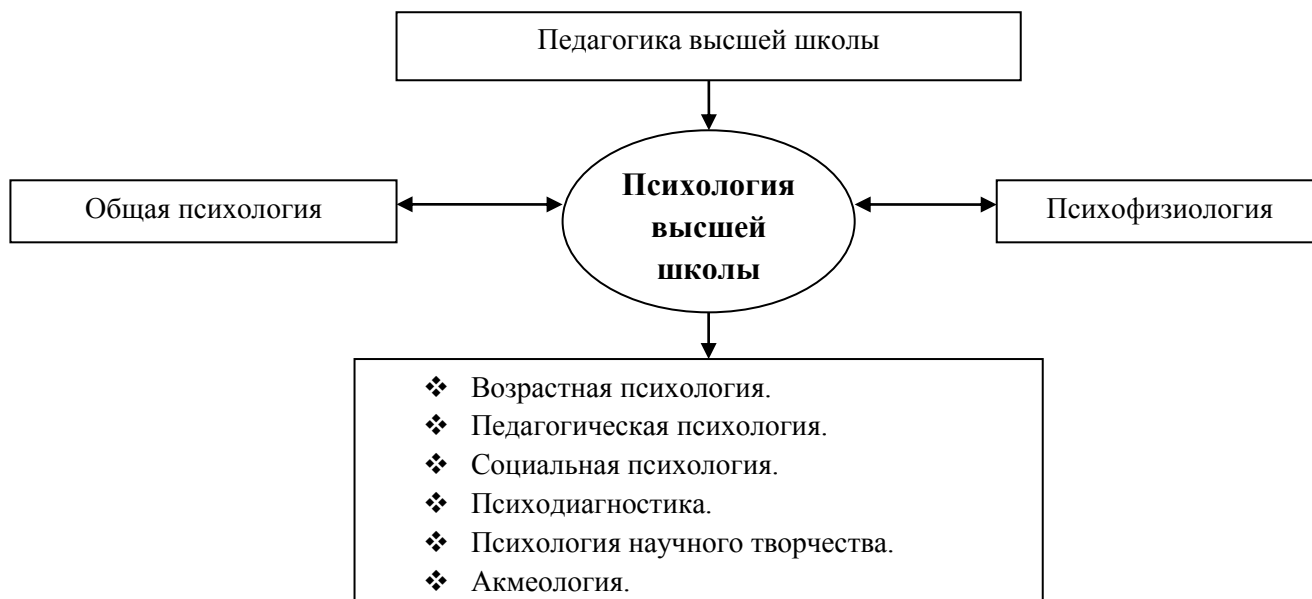 Педагогика высшей школы
Общая психология
Психология
высшей
школы
Психофизиология
❖ Возрастная психология.
❖ Педагогическая психология.
❖ Социальная психология.
❖ Психодиагностика.
❖ Психология научного творчества.
❖ Акмеология.